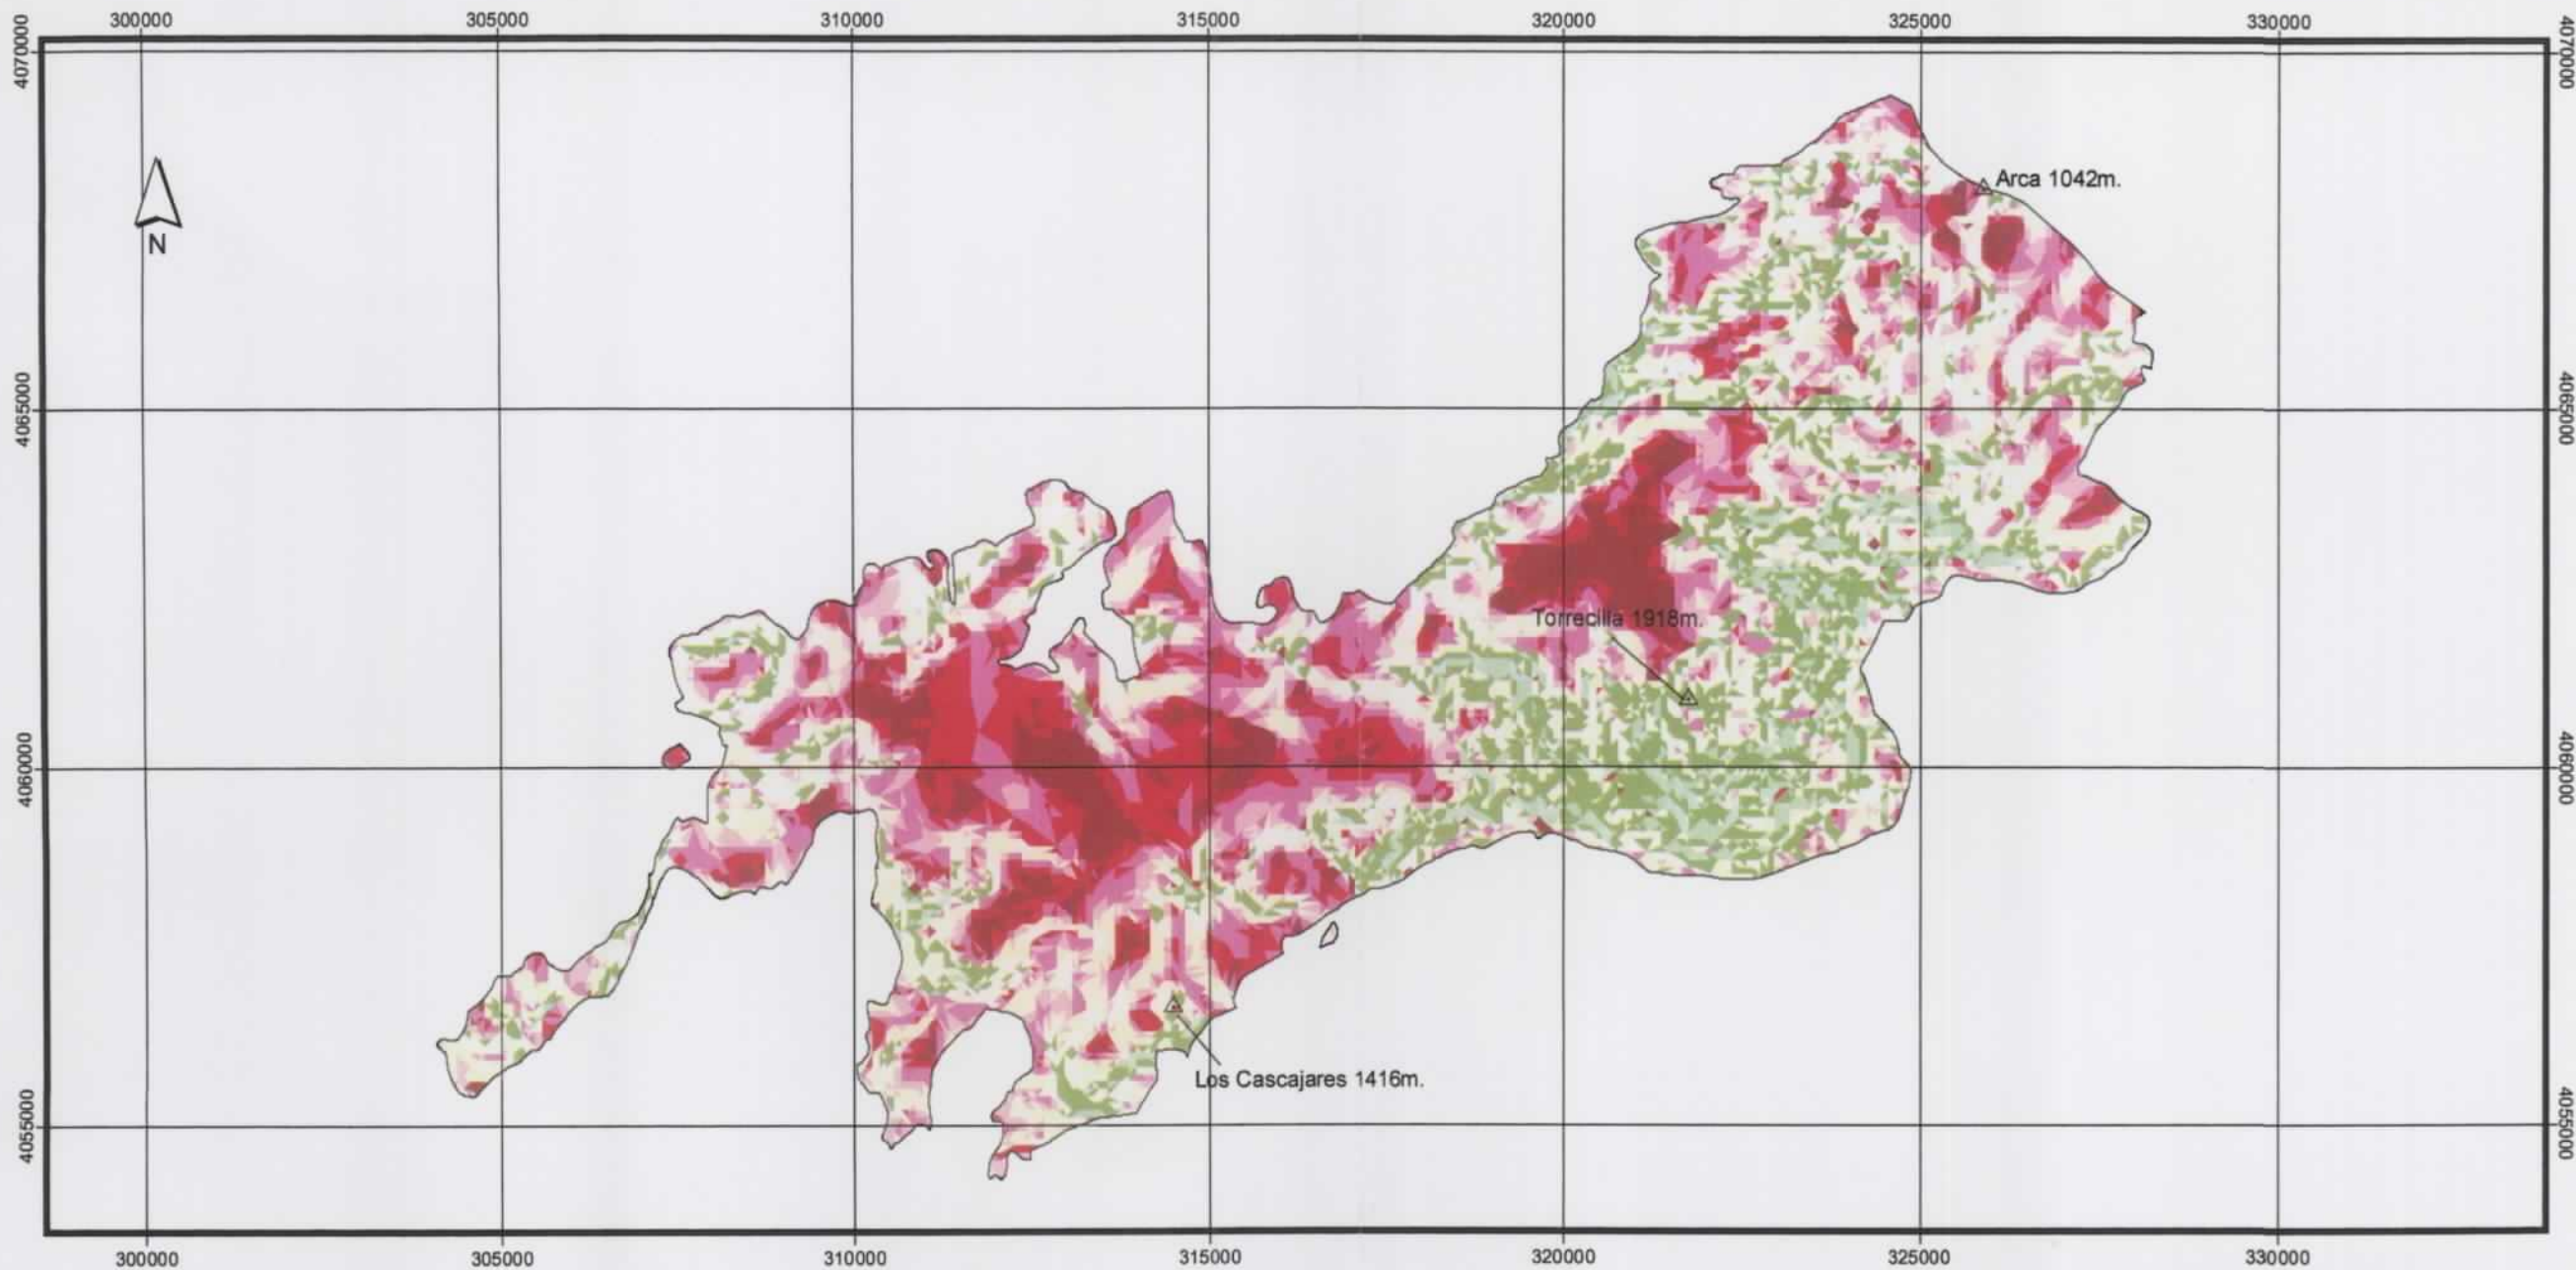 300000 305000 310000 315000 320000 325000 330000
4070000 4070000
Arca 1042m.
N
4065000 4065000
Torrecilla 1918m.
4060000 4060000
Los Cascajares 1416m.
4055000 4055000
300000 305000 310000 315000 320000 325000 330000